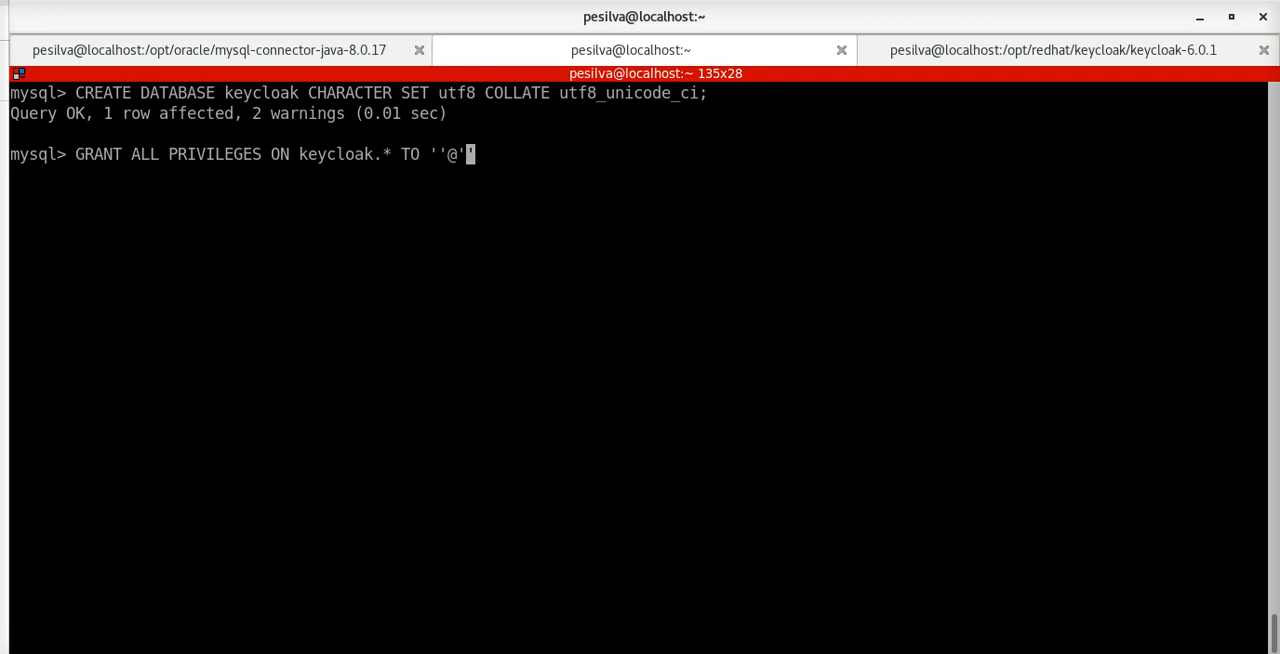 pesilva@localhost:~
pesilva@localhost:/opt/oracle/mysql-connector-java-8.0.17
pesilva@localhost:~
pesilva@localhost:/opt/redhat/keycloak/keycloak-6.0.1
pesilva@localhost:~ 135x28
mysql> CREATE DATABASE keycloak CHARACTER SET utf8 COLLATE utf8_unicode_ci;
Query OK, 1 row affected, 2 warnings (0.01 sec)
mysql> GRANT ALL PRIVILEGES ON keycloak.* TO ''@''